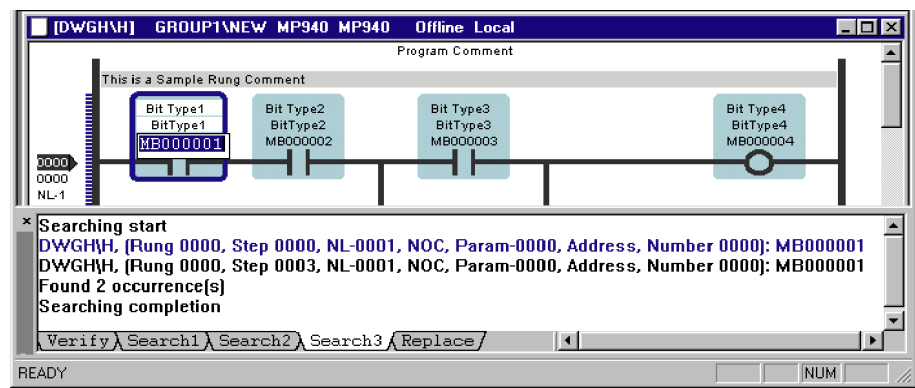 [DWGH\H] GROUP1\NEW MP940 MP940 Offline Local
Program Comment
This is a Sample Rung Comment
Bit Type1 Bit Type2 Bit Type3 Bit Type4
BitType1 BitType2 BitType3 BitType4
MB000001 MB000002 MB000003 MB000004
0000
0000
NL-1
Searching start
DWGH\H, (Rung 0000, Step 0000, NL-0001, NOC, Param-0000, Address, Number 0000): MB000001
DWGH\H, (Rung 0000, Step 0003, NL-0001, NOC, Param-0000, Address, Number 0000): MB000001
Found 2 occurrence(s)
Searching completion
Verify Search1 Search2 Search3 Replace
READY NUM